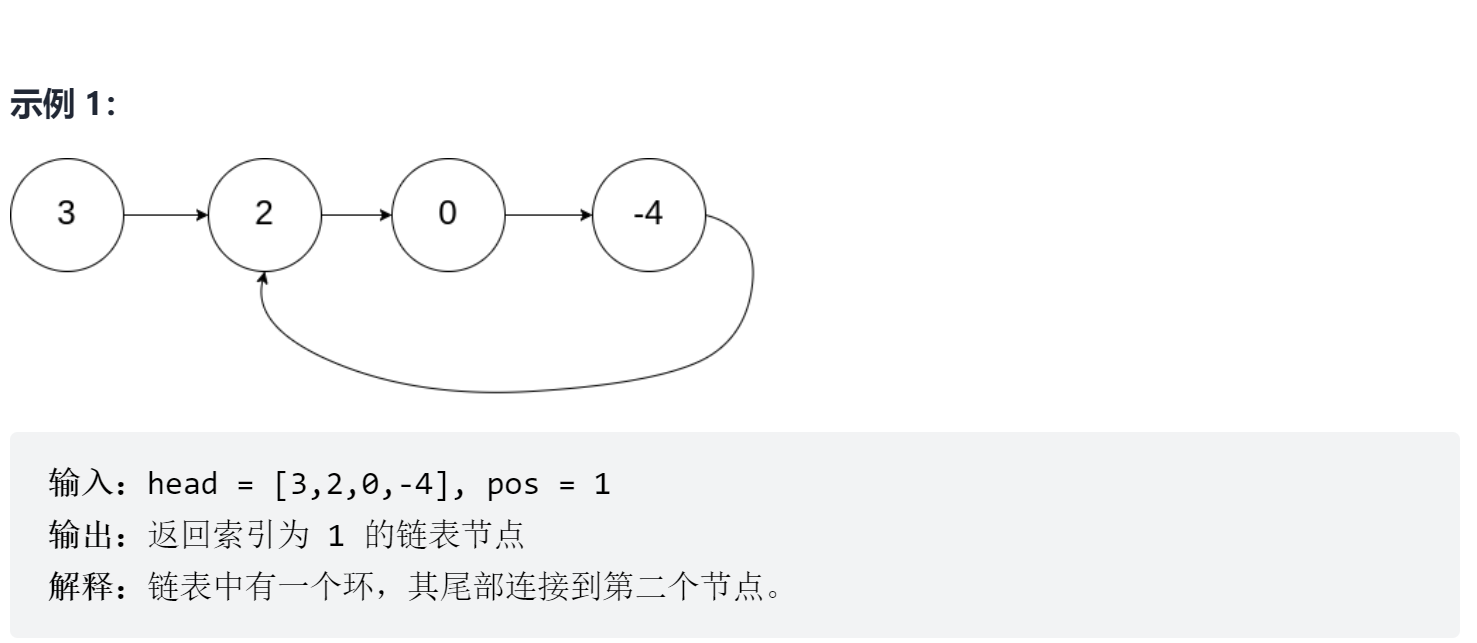 示例 1：
3 2 0 -4
输入：head = [3,2,0,-4], pos = 1
输出：返回索引为 1 的链表节点
解释：链表中有一个环，其尾部连接到第二个节点。